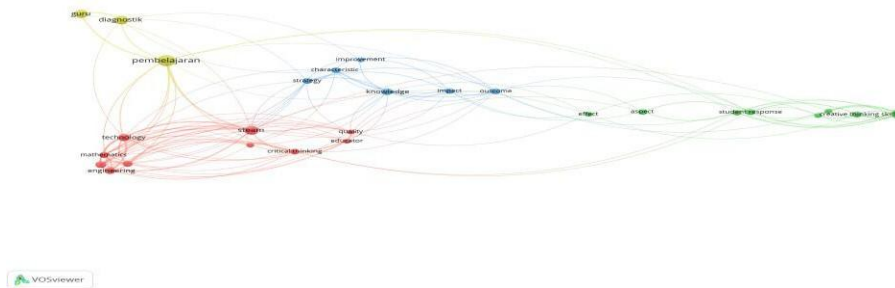 guru
diagnostik
pembelajaran
improvement
characteristic
strategy
knowledge
impact
outcome
effect
aspect
student response
creative thinking skill
steam
technology
quality
educator
mathematics
critical thinking
engineering
VOSviewer